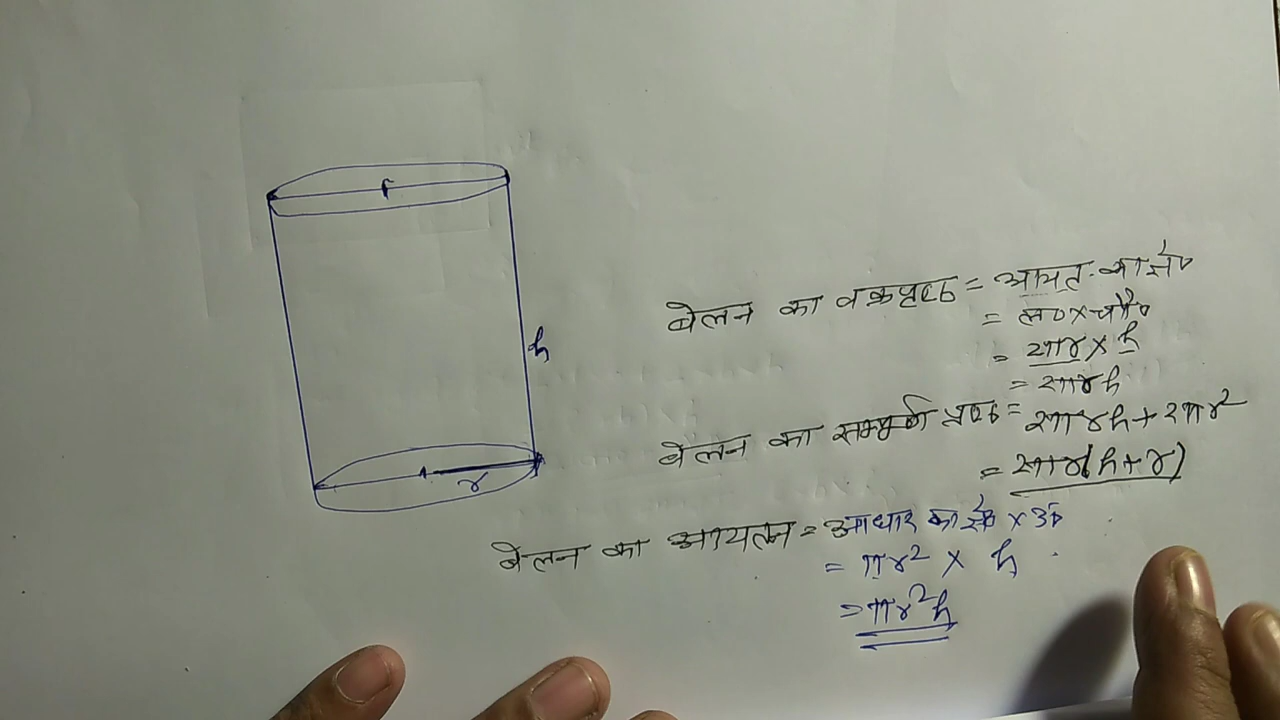 r
h
r
बेलन का वक्रपृष्ठ = आयत का क्षे०
= ल० × चौ०
= 2πr × h
= 2πrh
बेलन का सम्पूर्ण पृष्ठ = 2πrh + 2πr²
= 2πr(h+r)
बेलन का आयतन = आधार का क्षे० × ऊँ०
= πr² × h
= πr²h